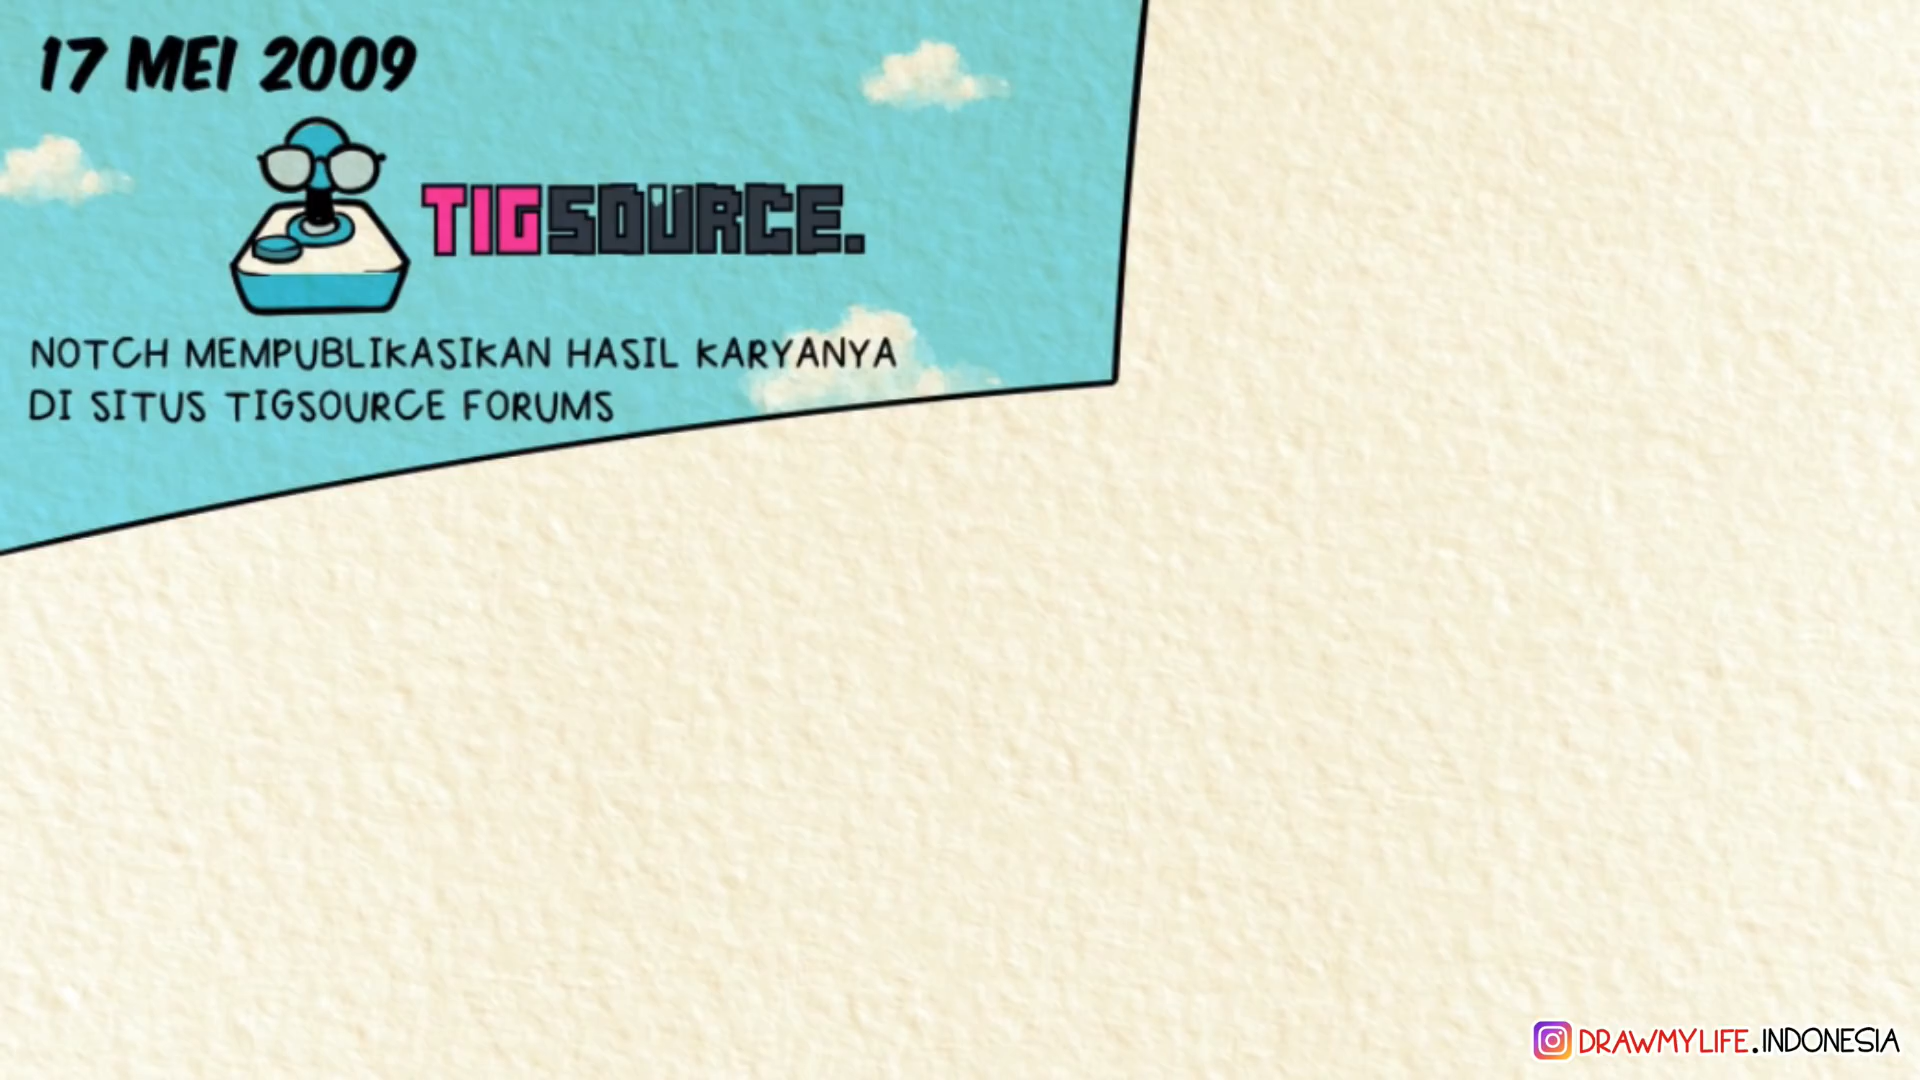 17 MEI 2009
TIGSOURCE.
NOTCH MEMPUBLIKASIKAN HASIL KARYANYA
DI SITUS TIGSOURCE FORUMS
DRAWMYLIFE.INDONESIA